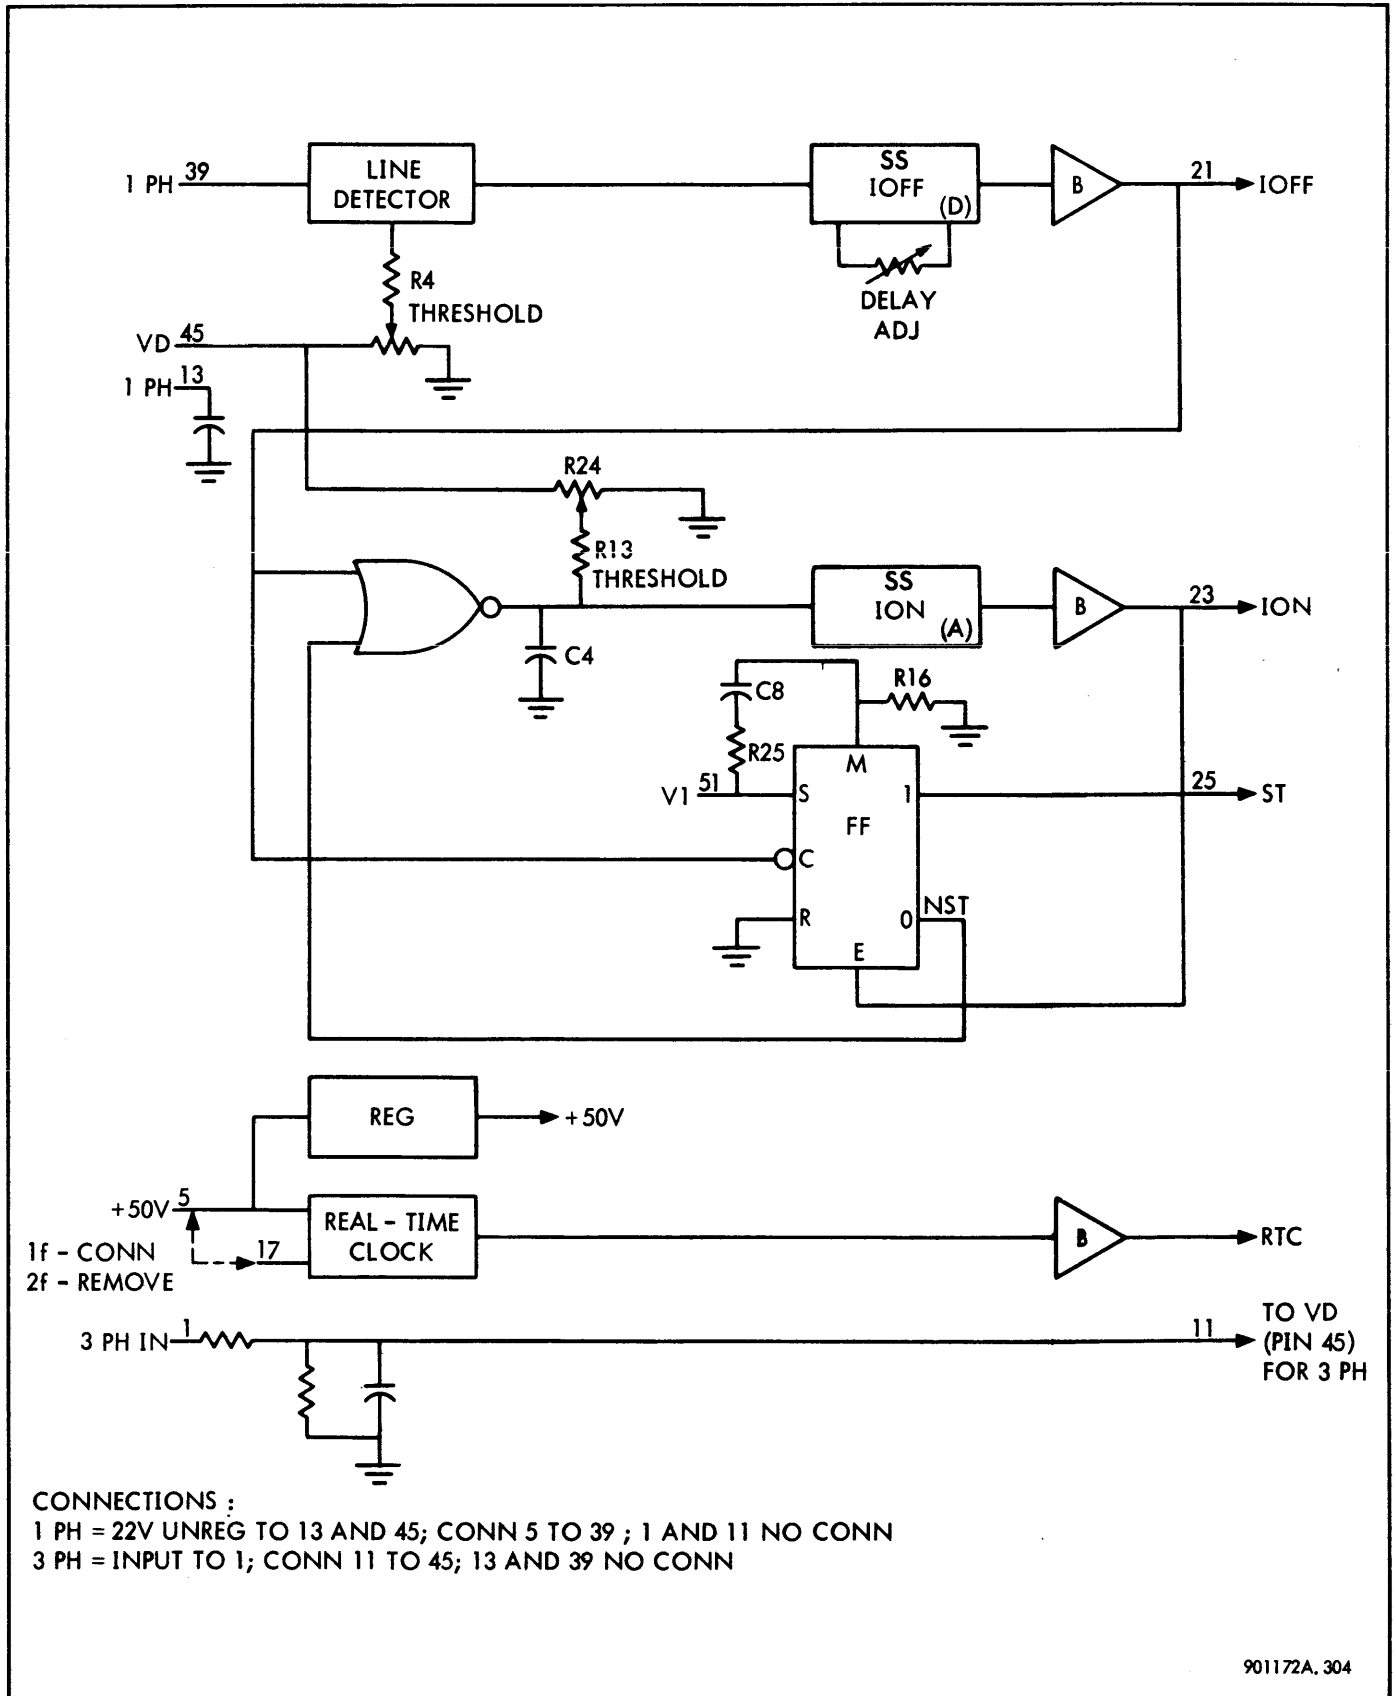 1 PH
39
LINE
DETECTOR
SS
IOFF
(D)
B
21
IOFF
R4
THRESHOLD
DELAY
ADJ
VD
45
1 PH
13
R24
R13
THRESHOLD
SS
ION
(A)
B
23
ION
C4
C8
R16
R25
M
V1
51
S
1
25
ST
FF
C
R
0
NST
E
REG
+50V
+50V
5
REAL - TIME
CLOCK
B
RTC
1f - CONN
17
2f - REMOVE
3 PH IN
1
11
TO VD
(PIN 45)
FOR 3 PH
CONNECTIONS :
1 PH = 22V UNREG TO 13 AND 45; CONN 5 TO 39 ; 1 AND 11 NO CONN
3 PH = INPUT TO 1; CONN 11 TO 45; 13 AND 39 NO CONN
901172A. 304